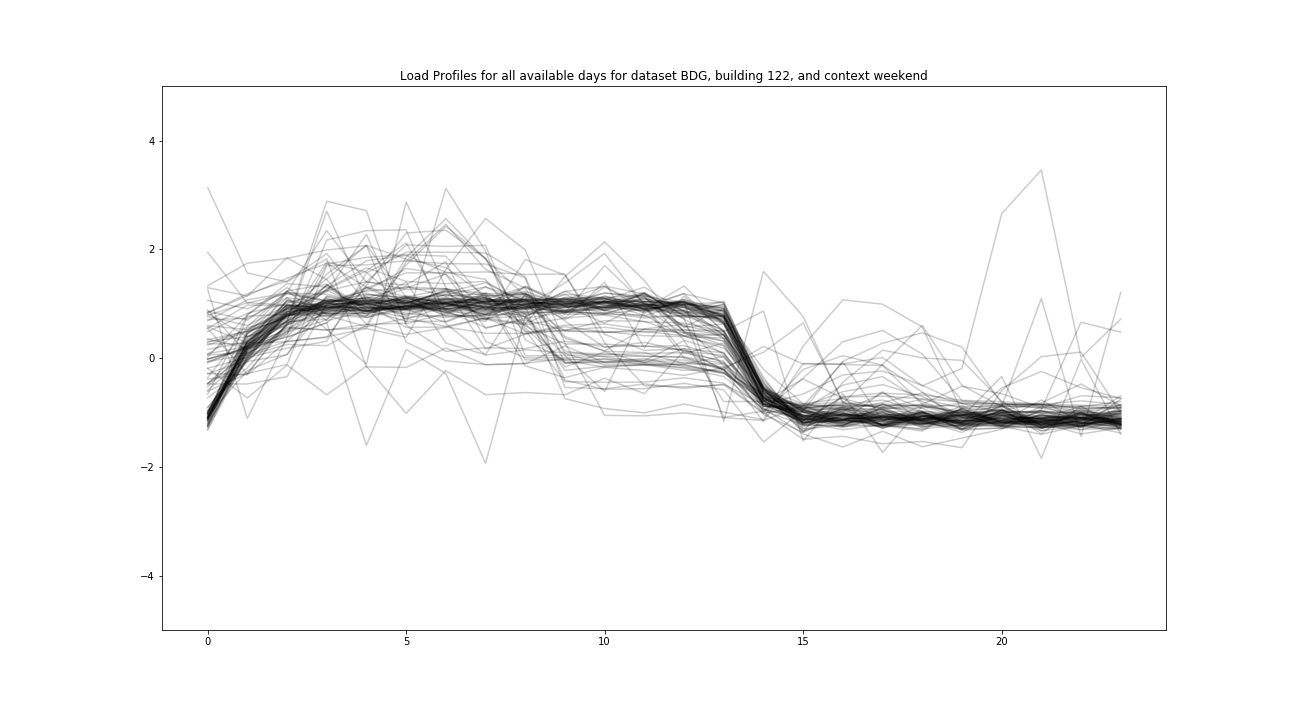 Load Profiles for all available days for dataset BDG, building 122, and context weekend
4
2
0
−2
−4
0 5 10 15 20